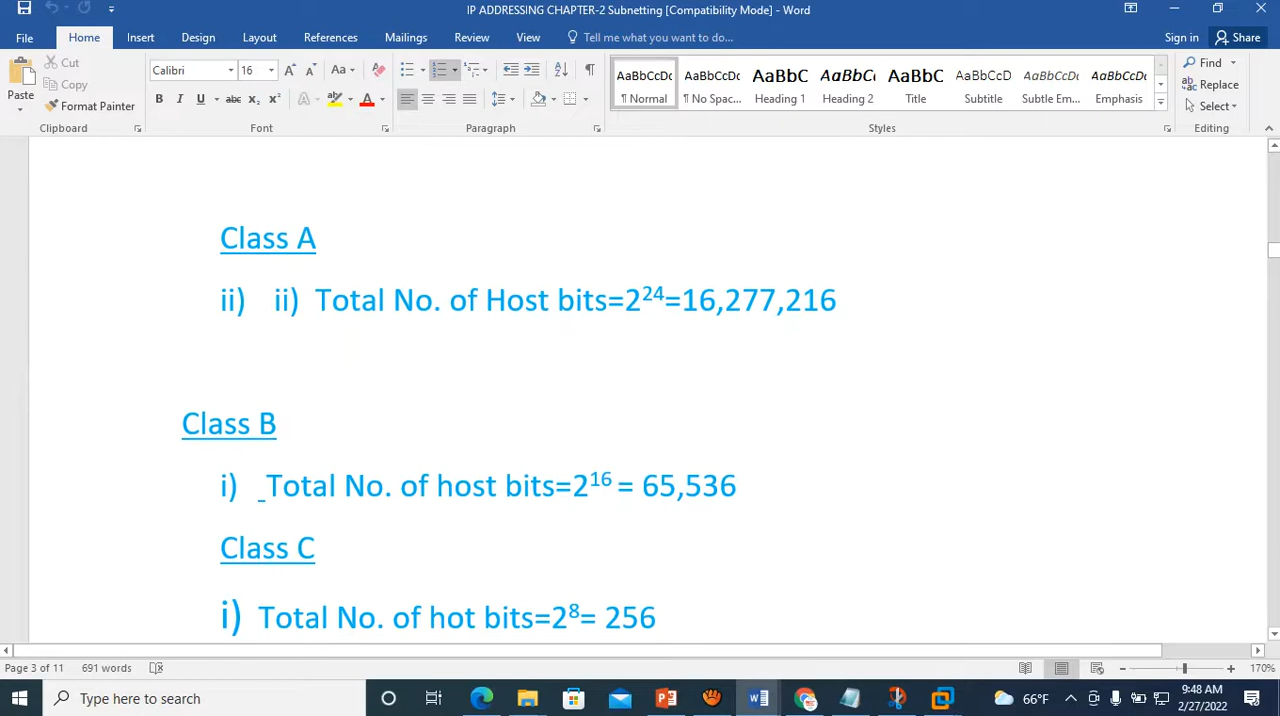 IP ADDRESSING CHAPTER-2 Subnetting [Compatibility Mode] - Word
File Home Insert Design Layout References Mailings Review View Tell me what you want to do... Sign in Share
Cut
Copy
Format Painter
Paste
Clipboard
Calibri 16
Font
Paragraph
AaBbCcDc AaBbCcDc AaBbC AaBbCc AaBbC AaBbCcD AaBbCcDc AaBbCcDc
¶ Normal ¶ No Spac... Heading 1 Heading 2 Title Subtitle Subtle Em... Emphasis
Styles
Find
Replace
Select
Editing
Class A
ii) ii) Total No. of Host bits=2²⁴=16,277,216
Class B
i) _Total No. of host bits=2¹⁶ = 65,536
Class C
i) Total No. of hot bits=2⁸= 256
Page 3 of 11 691 words 170%
Type here to search 66°F 9:48 AM
2/27/2022